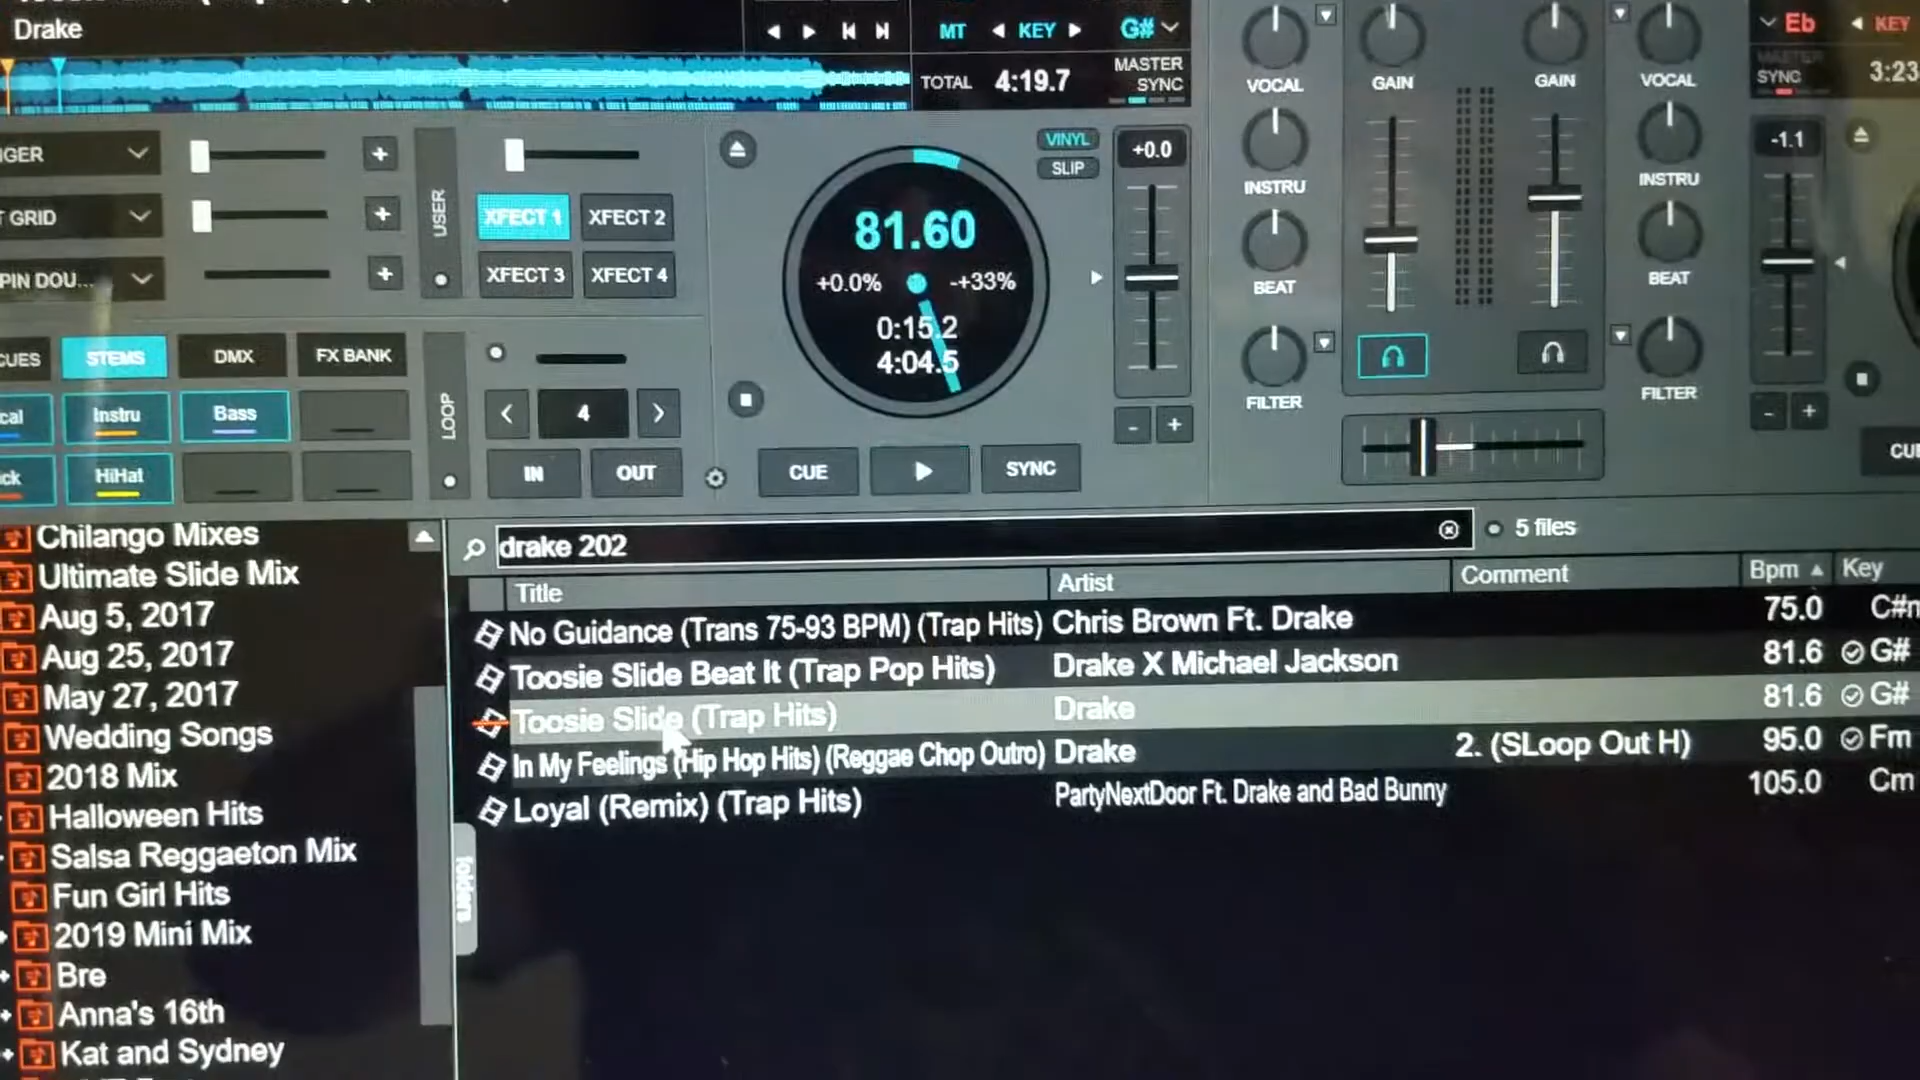 Drake
MT KEY G#
TOTAL 4:19.7 MASTER SYNC
VOCAL GAIN GAIN VOCAL
Eb KEY
MASTER SYNC 3:23
GER
GRID
PIN DOU...
USER
XFECT 1 XFECT 2
XFECT 3 XFECT 4
VINYL
SLIP
+0.0
81.60
+0.0% -+33%
0:15.2
4:04.5
INSTRU INSTRU
BEAT BEAT
FILTER FILTER
-1.1
CUES STEMS DMX FX BANK
cal Instru Bass
ck HiHat
LOOP
4
IN OUT
CUE SYNC
- +
- +
CU
Chilango Mixes
Ultimate Slide Mix
Aug 5, 2017
Aug 25, 2017
May 27, 2017
Wedding Songs
2018 Mix
Halloween Hits
Salsa Reggaeton Mix
Fun Girl Hits
2019 Mini Mix
Bre
Anna's 16th
Kat and Sydney
folders
drake 202 5 files
Title Artist Comment Bpm Key
No Guidance (Trans 75-93 BPM) (Trap Hits) Chris Brown Ft. Drake 75.0 C#m
Toosie Slide Beat It (Trap Pop Hits) Drake X Michael Jackson 81.6 G#
Toosie Slide (Trap Hits) Drake 81.6 G#
In My Feelings (Hip Hop Hits) (Reggae Chop Outro) Drake 2. (SLoop Out H) 95.0 Fm
Loyal (Remix) (Trap Hits) PartyNextDoor Ft. Drake and Bad Bunny 105.0 Cm